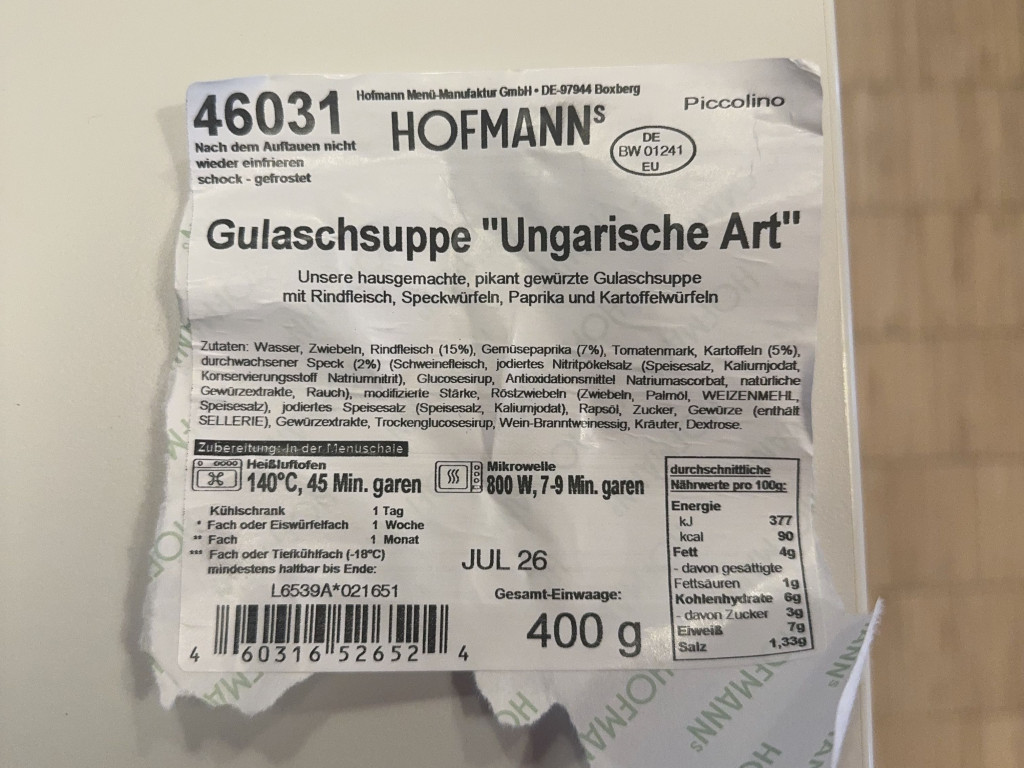 46031
Hofmann Menü-Manufaktur GmbH • DE-97944 Boxberg
HOFMANNS
Piccolino
DE
BW 01241
EU
Nach dem Auftauen nicht
wieder einfrieren
schock - gefrostet
Gulaschsuppe "Ungarische Art"
Unsere hausgemachte, pikant gewürzte Gulaschsuppe
mit Rindfleisch, Speckwürfeln, Paprika und Kartoffelwürfeln
Zutaten: Wasser, Zwiebeln, Rindfleisch (15%), Gemüsepaprika (7%), Tomatenmark, Kartoffeln (5%),
durchwachsener Speck (2%) (Schweinefleisch, jodiertes Nitritpökelsalz (Speisesalz, Kaliumjodat,
Konservierungsstoff Natriumnitrit), Glucosesirup, Antioxidationsmittel Natriumascorbat, natürliche
Gewürzextrakte, Rauch), modifizierte Stärke, Röstzwiebeln (Zwiebeln, Palmöl, WEIZENMEHL,
Speisesalz), jodiertes Speisesalz (Speisesalz, Kaliumjodat), Rapsöl, Zucker, Gewürze (enthält
SELLERIE), Gewürzextrakte, Trockenglucosesirup, Wein-Branntweinessig, Kräuter, Dextrose.
Zubereitung: In der Menuschale
Heißluftofen
140°C, 45 Min. garen
Mikrowelle
800 W, 7-9 Min. garen
Kühlschrank 1 Tag
* Fach oder Eiswürfelfach 1 Woche
** Fach 1 Monat
*** Fach oder Tiefkühlfach (-18°C)
mindestens haltbar bis Ende:
JUL 26
L6539A*021651
4 60316 52652 4
Gesamt-Einwaage:
400 g
durchschnittliche
Nährwerte pro 100g:
Energie
kJ 377
kcal 90
Fett 4g
- davon gesättigte
Fettsäuren 1g
Kohlenhydrate 6g
- davon Zucker 3g
Eiweiß 7g
Salz 1,33g
HOFMANNS